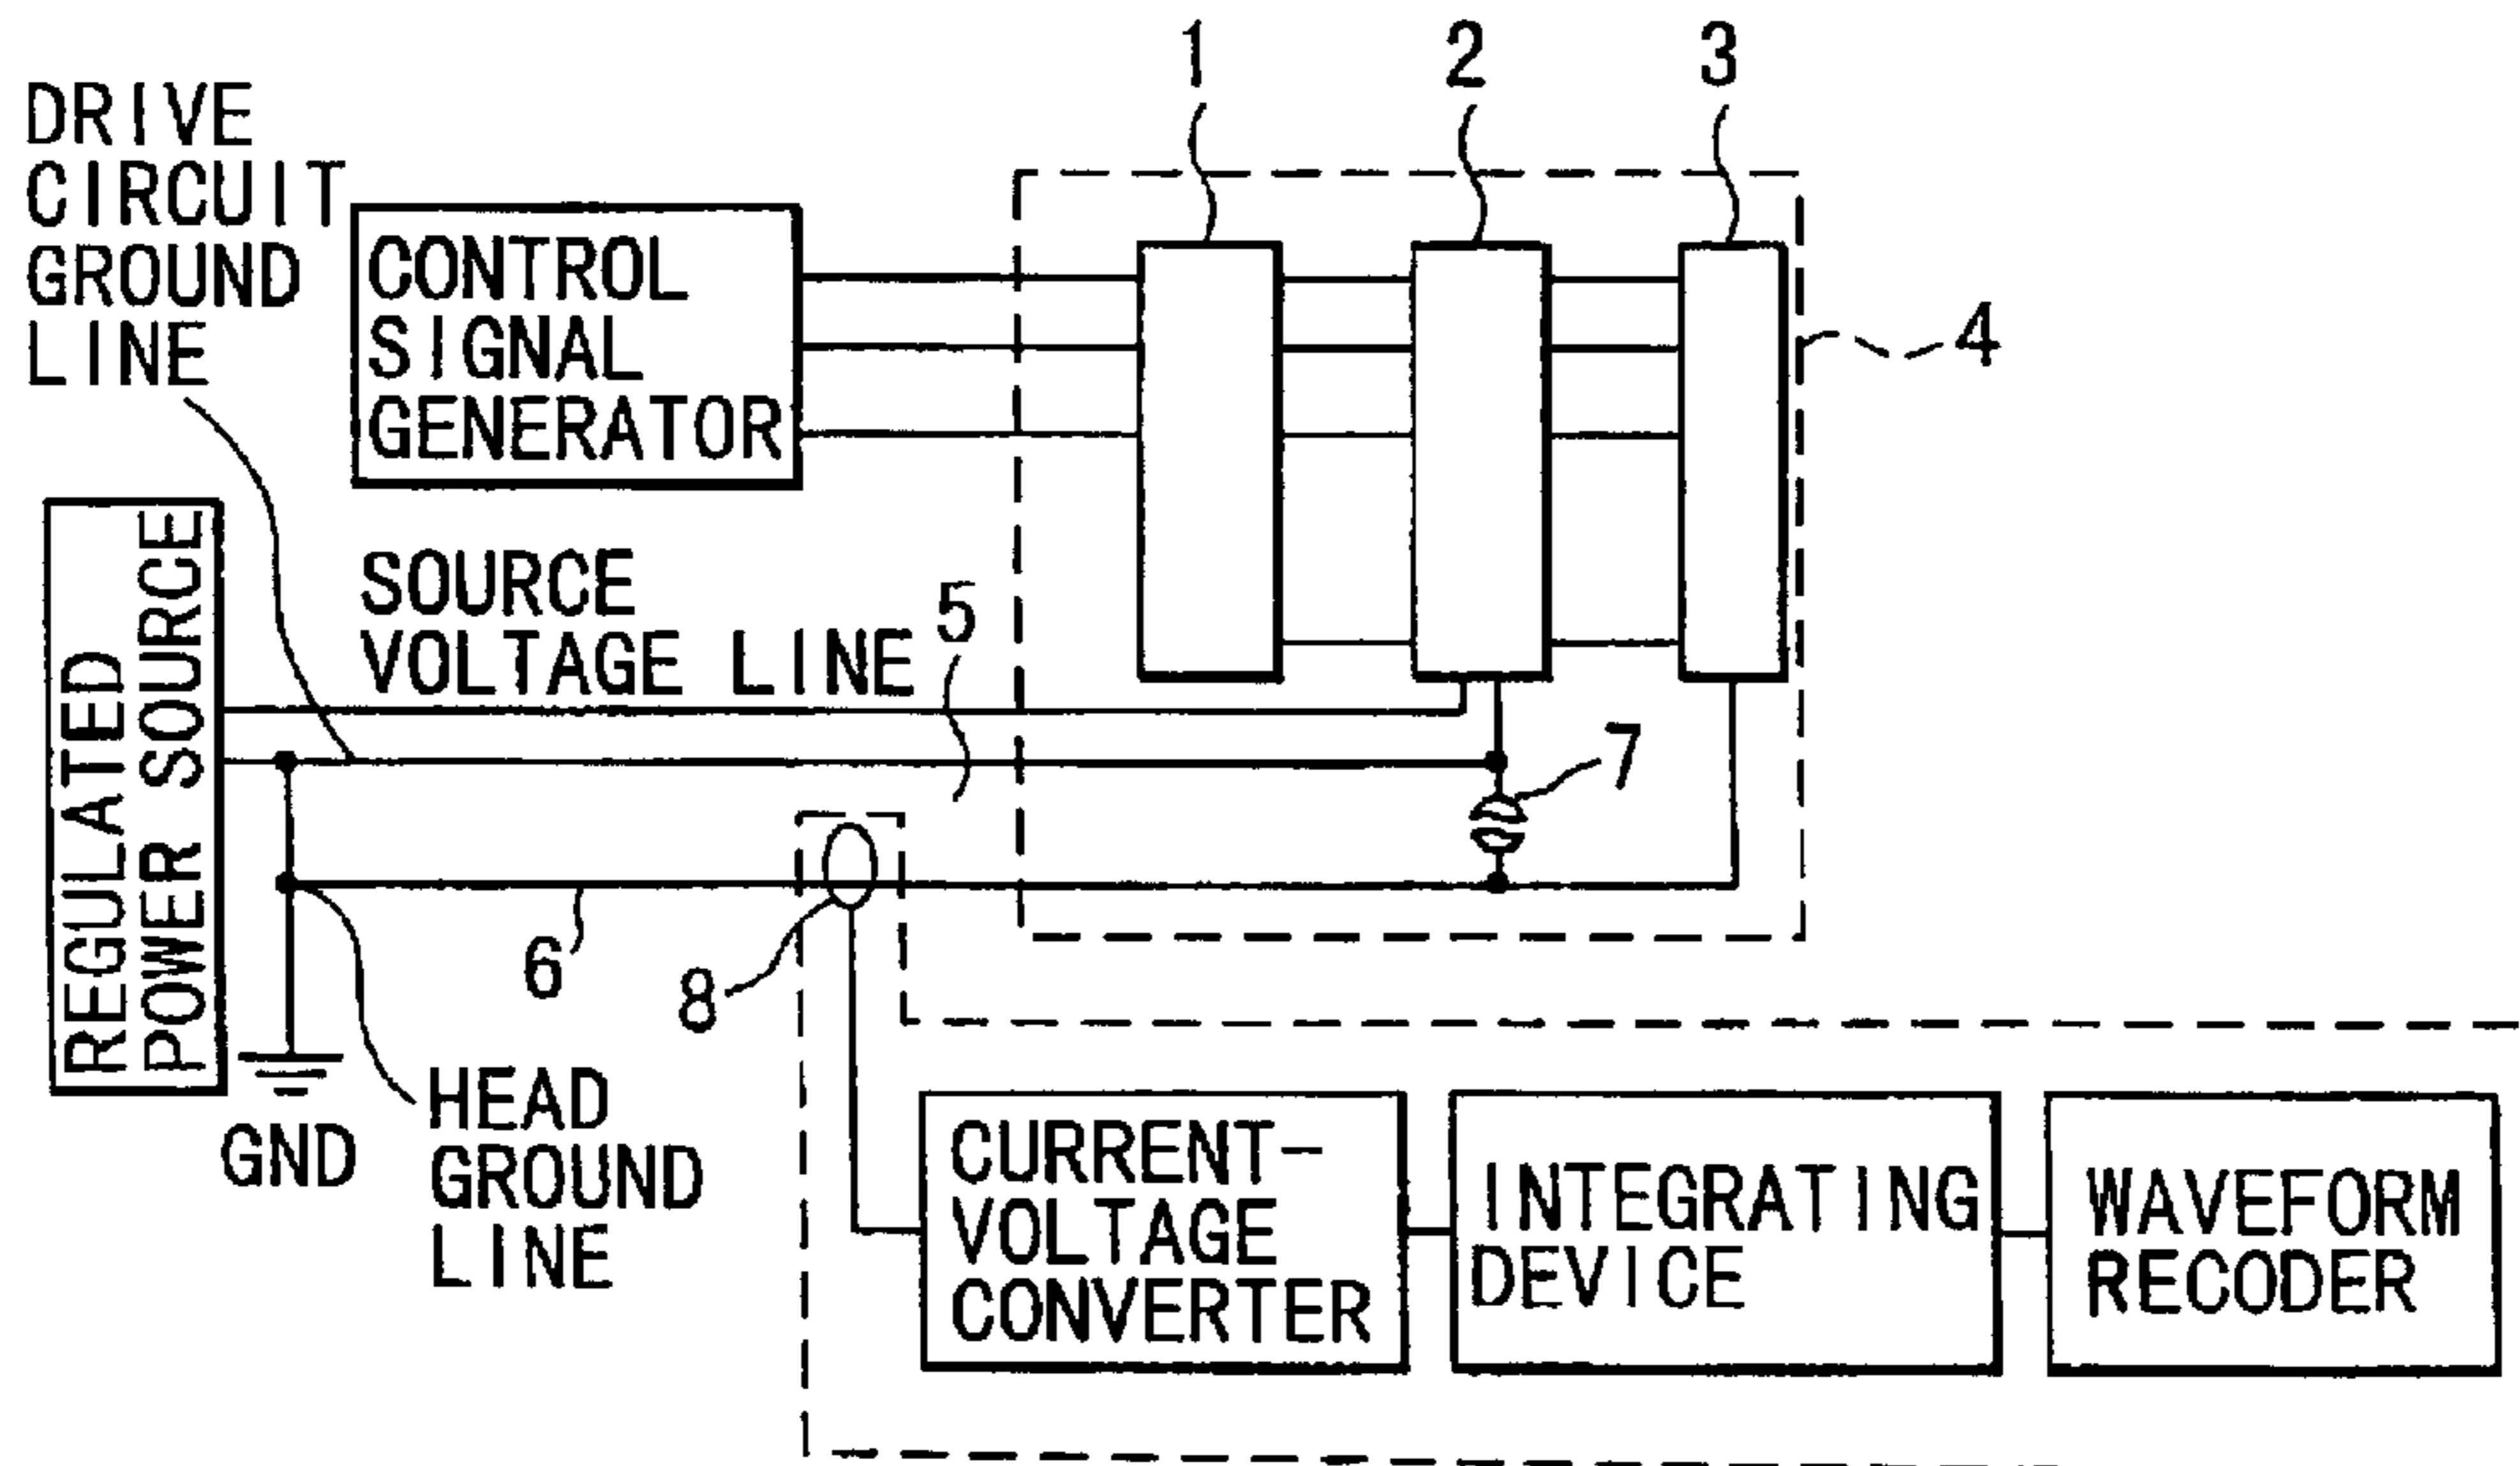 1
2
3
DRIVE
CIRCUIT
GROUND
LINE
CONTROL
SIGNAL
GENERATOR
4
REGULATED
POWER SOURCE
SOURCE
VOLTAGE LINE
5
7
6
8
GND
HEAD
GROUND
LINE
CURRENT-
VOLTAGE
CONVERTER
INTEGRATING
DEVICE
WAVEFORM
RECODER